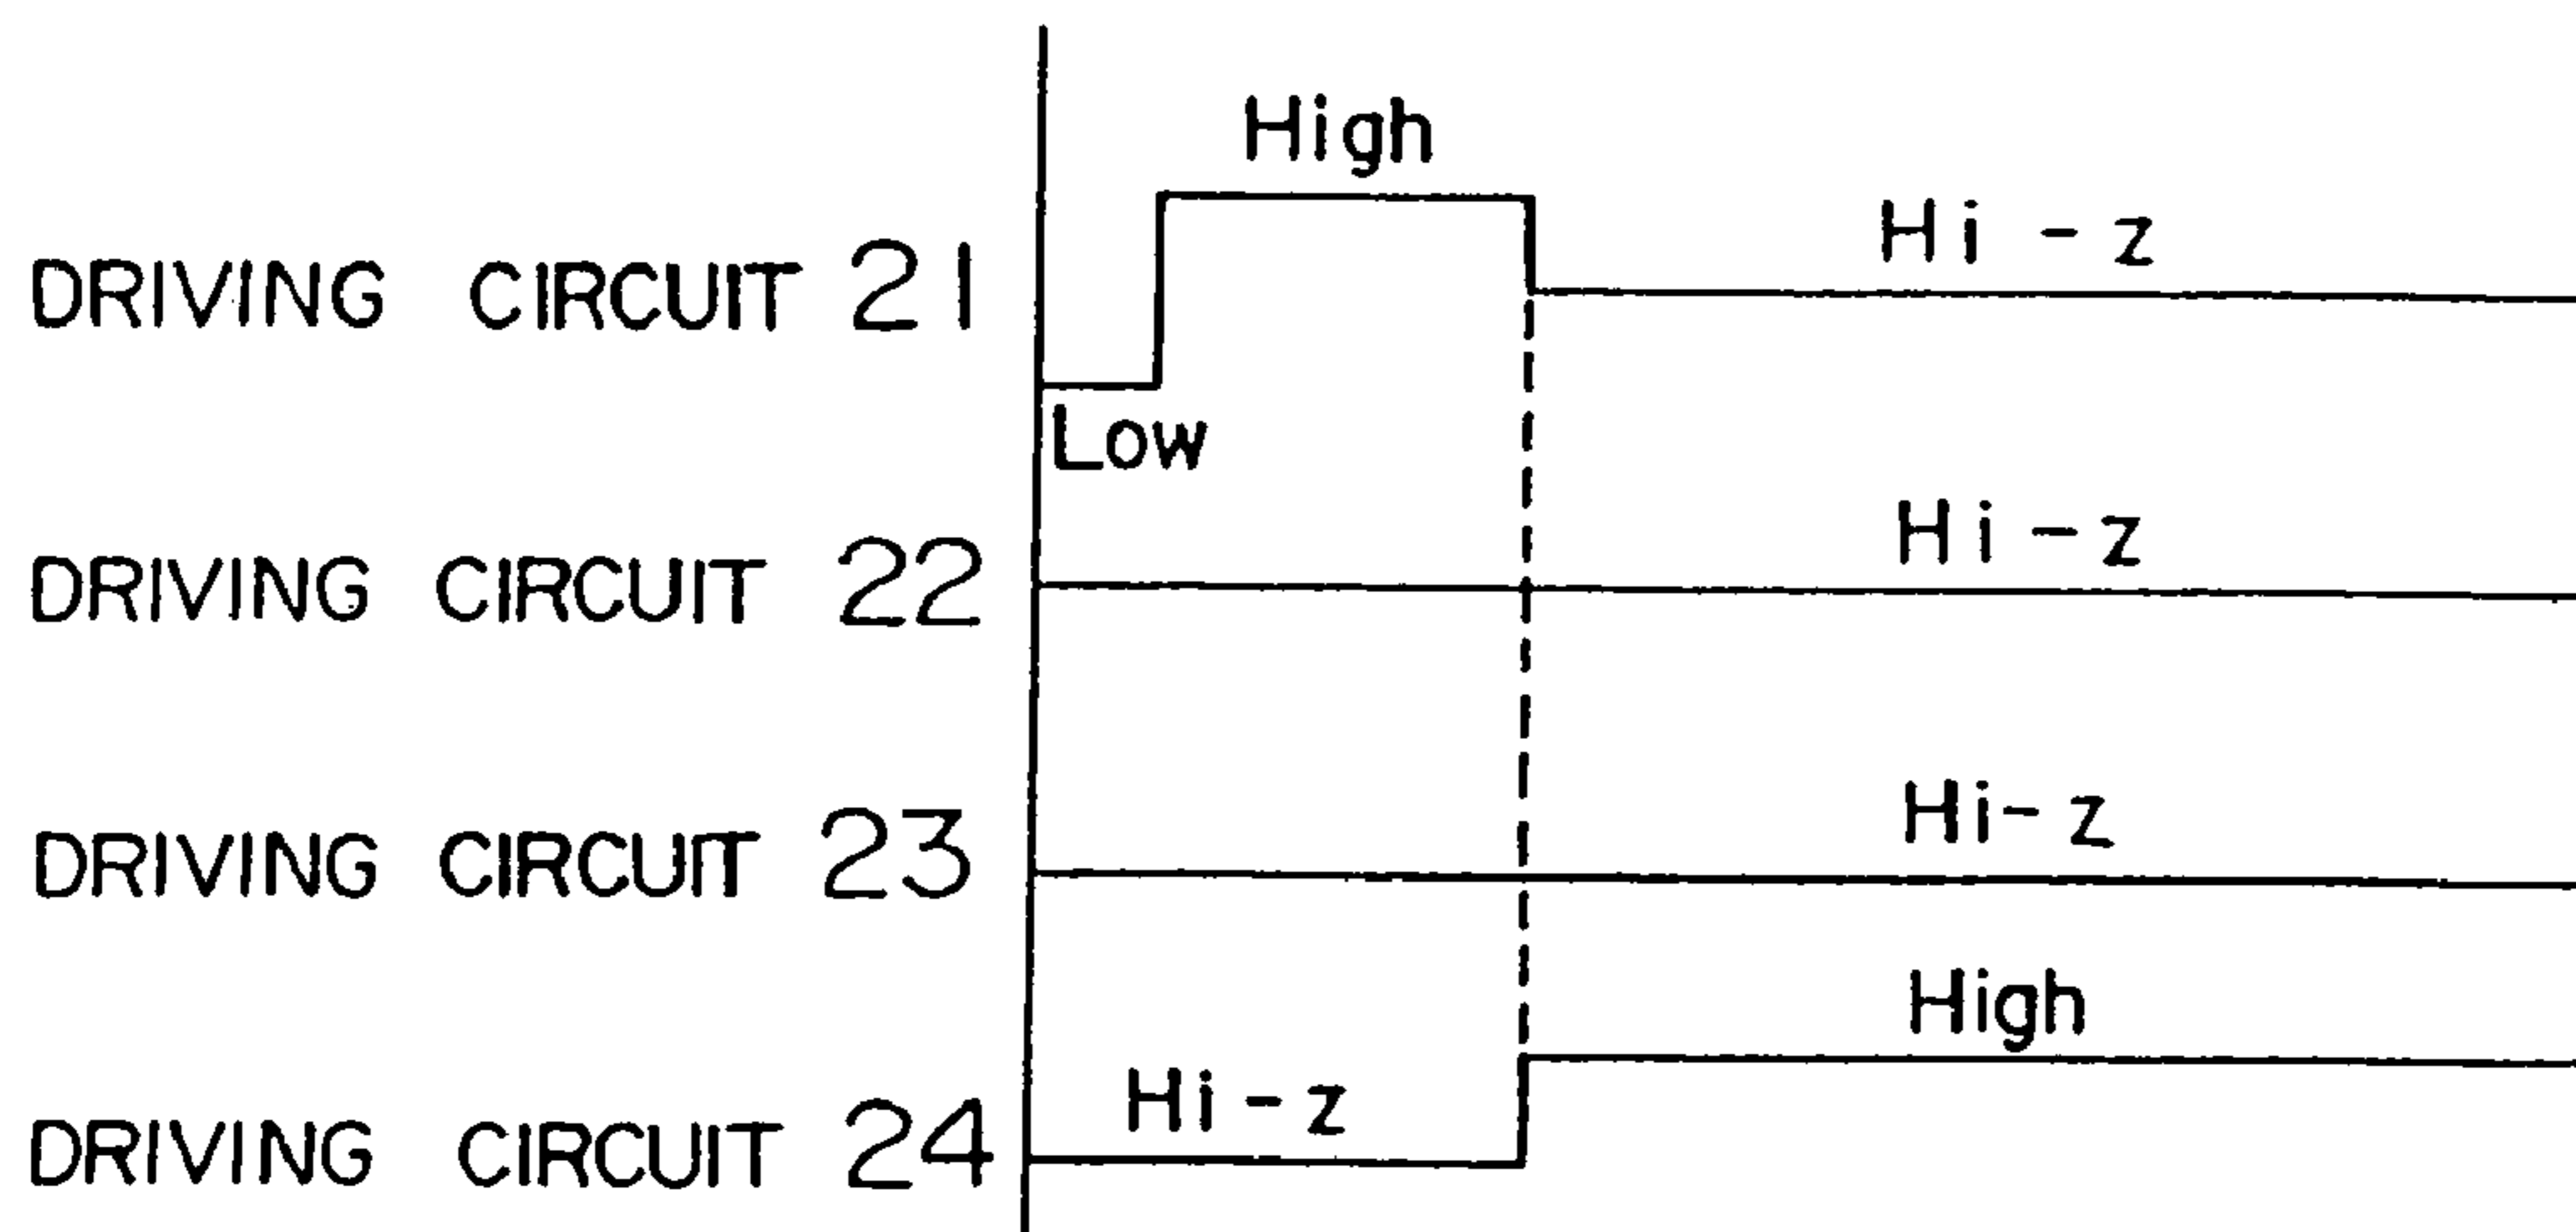 High
DRIVING CIRCUIT 21
Hi-z
Low
DRIVING CIRCUIT 22
Hi-z
DRIVING CIRCUIT 23
Hi-z
DRIVING CIRCUIT 24
Hi-z
High